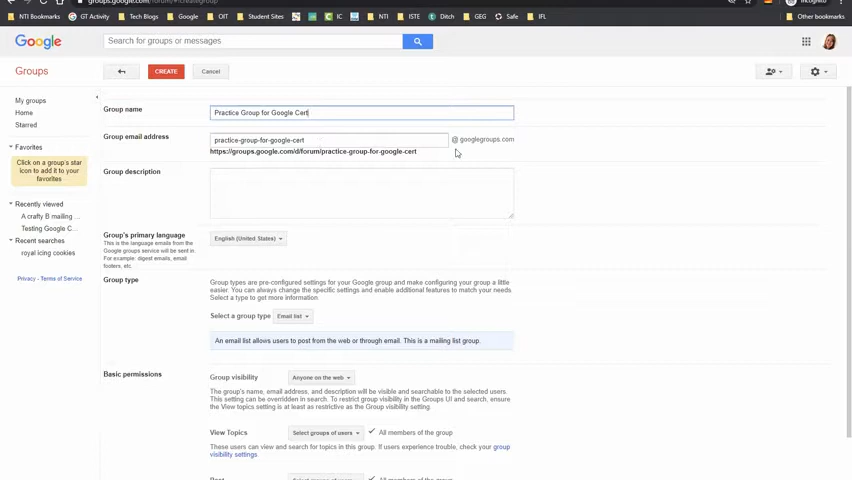 groups.google.com/forum/#!creategroup
Incognito
Google
GT Activity
Tech Blogs
Google
OIT
Student Sites
IC
NTI
ISTE
Ditch
GEG
Safe
IFL
Other bookmarks
Google
Search for groups or messages
Groups
CREATE
Cancel
My groups
Home
Starred
Favorites
Click on a group's star
icon to add it to your
favorites
Recently viewed
A crafty B mailing ...
Testing Google C...
Recent searches
royal icing cookies
Privacy - Terms of Service
Group name
Practice Group for Google Cert
Group email address
practice-group-for-google-cert
@ googlegroups.com
https://groups.google.com/d/forum/practice-group-for-google-cert
Group description
Group's primary language
This is the language emails from the
Google groups service will be sent in.
For example: digest emails, email
footers, etc.
English (United States)
Group type
Group types are pre-configured settings for your Google group and make configuring your group a little
easier. You can always change the specific settings and enable additional features to match your needs.
Select a type to get more information.
Select a group type
Email list
An email list allows users to post from the web or through email. This is a mailing list group.
Basic permissions
Group visibility
Anyone on the web
The group's name, email address, and description will be visible and searchable to the selected users.
This setting can be overridden in search. To restrict group visibility in the Groups UI and search, ensure
the View topics setting is at least as restrictive as the Group visibility setting.
View Topics
Select groups of users
All members of the group
These users can view and search for topics in this group. If users experience trouble, check your group
visibility settings.
Post
Select groups of users
All members of the group